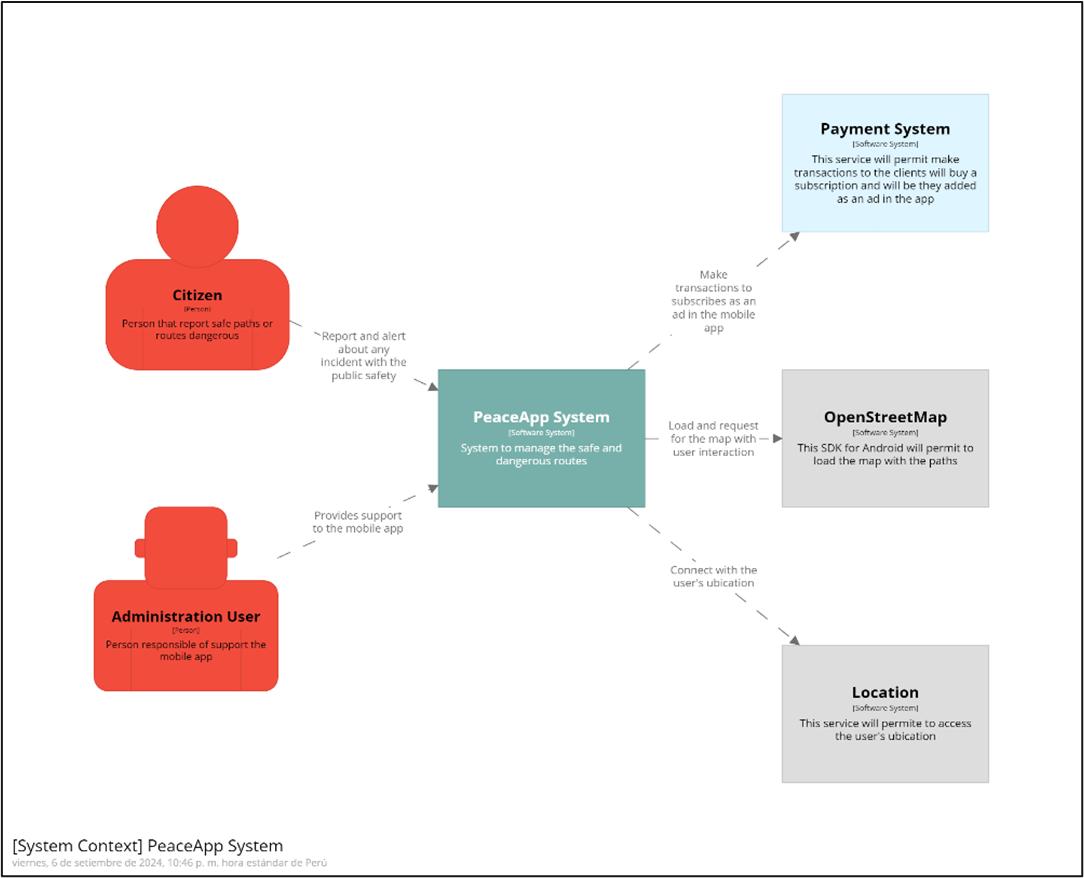 Payment System
[Software System]
This service will permit make
transactions to the clients will buy a
subscription and will be they added
as an ad in the app
Citizen
[Person]
Person that report safe paths or
routes dangerous
Make
transactions to
subscribes as an
ad in the mobile
app
Report and alert
about any
incident with the
public safety
PeaceApp System
[Software System]
System to manage the safe and
dangerous routes
Load and request
for the map with
user interaction
OpenStreetMap
[Software System]
This SDK for Android will permit to
load the map with the paths
Provides support
to the mobile app
Administration User
[Person]
Person responsible of support the
mobile app
Connect with the
user's ubication
Location
[Software System]
This service will permite to access
the user's ubication
[System Context] PeaceApp System
viernes, 6 de setiembre de 2024, 10:46 p. m. hora estándar de Perú